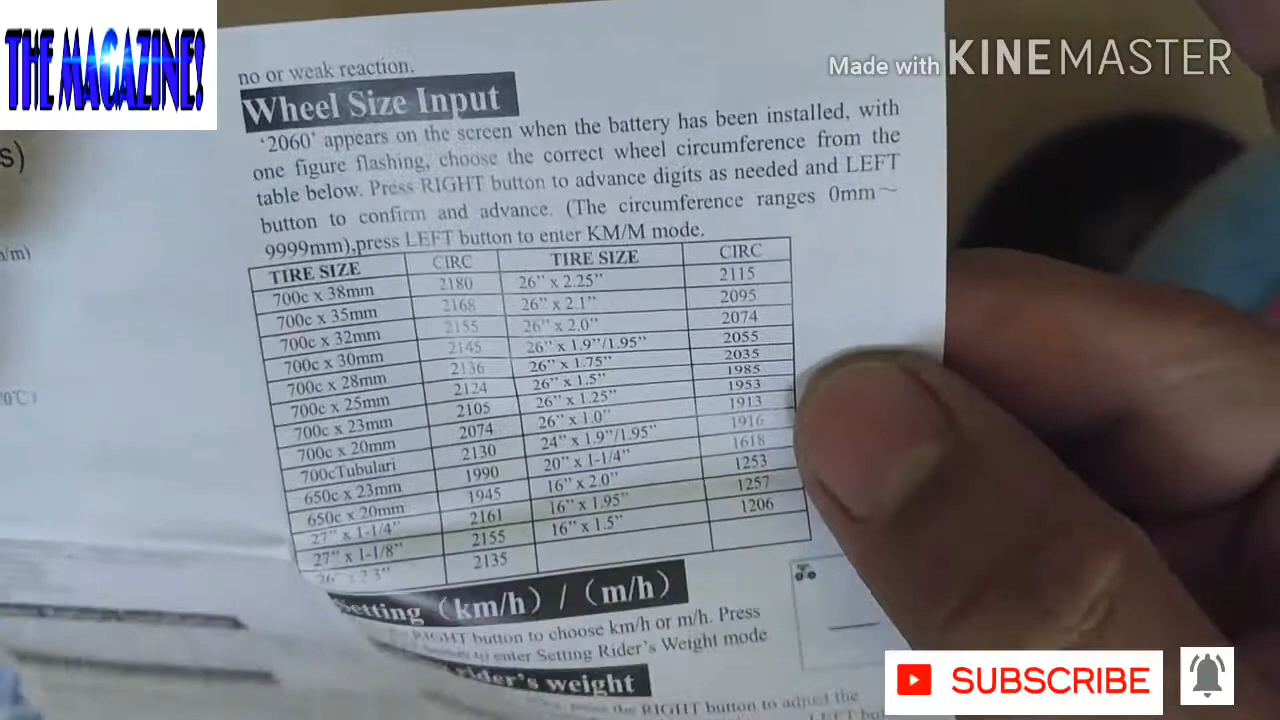 THE MAGAZINE!
Made with KINEMASTER
no or weak reaction.
Wheel Size Input
‘2060’ appears on the screen when the battery has been installed, with
one figure flashing, choose the correct wheel circumference from the
table below. Press RIGHT button to advance digits as needed and LEFT
button to confirm and advance. (The circumference ranges 0mm～
9999mm),press LEFT button to enter KM/M mode.
TIRE SIZE CIRC TIRE SIZE CIRC
700c x 38mm 2180 26” x 2.25” 2115
700c x 35mm 2168 26” x 2.1” 2095
700c x 32mm 2155 26” x 2.0” 2074
700c x 30mm 2145 26” x 1.9”/1.95” 2055
700c x 28mm 2136 26” x 1.75” 2035
700c x 25mm 2124 26” x 1.5” 1985
700c x 23mm 2105 26” x 1.25” 1953
700c x 20mm 2074 26” x 1.0” 1913
700cTubulari 2130 24” x 1.9”/1.95” 1916
650c x 23mm 1990 20” x 1-1/4” 1618
650c x 20mm 1945 16” x 2.0” 1253
27” x 1-1/4” 2161 16” x 1.95” 1257
27” x 1-1/8” 2155 16” x 1.5” 1206
26” x 2.3” 2135
Setting （km/h）/（m/h）
RIGHT button to choose km/h or m/h. Press
to enter Setting Rider’s Weight mode
Rider’s weight
the RIGHT button to adjust the
LEFT
s)
/m)
0℃)
SUBSCRIBE